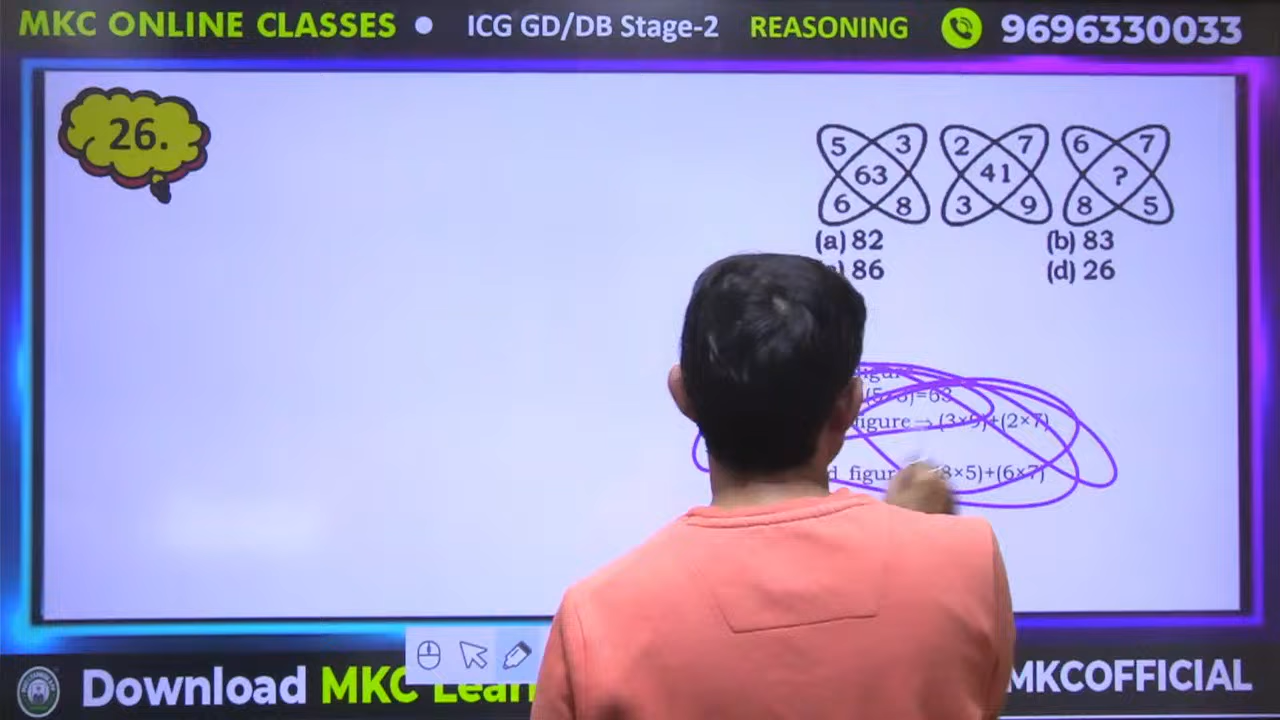 MKC ONLINE CLASSES ● ICG GD/DB Stage-2 REASONING 9696330033
26.
5 3 2 7 6 7
63 41 ?
6 8 3 9 8 5
(a) 82 (b) 83
86 (d) 26
(5×3)=63
figure → (3×9)+(2×7)
(8×5)+(6×7)
Download MKC MKCOFFICIAL